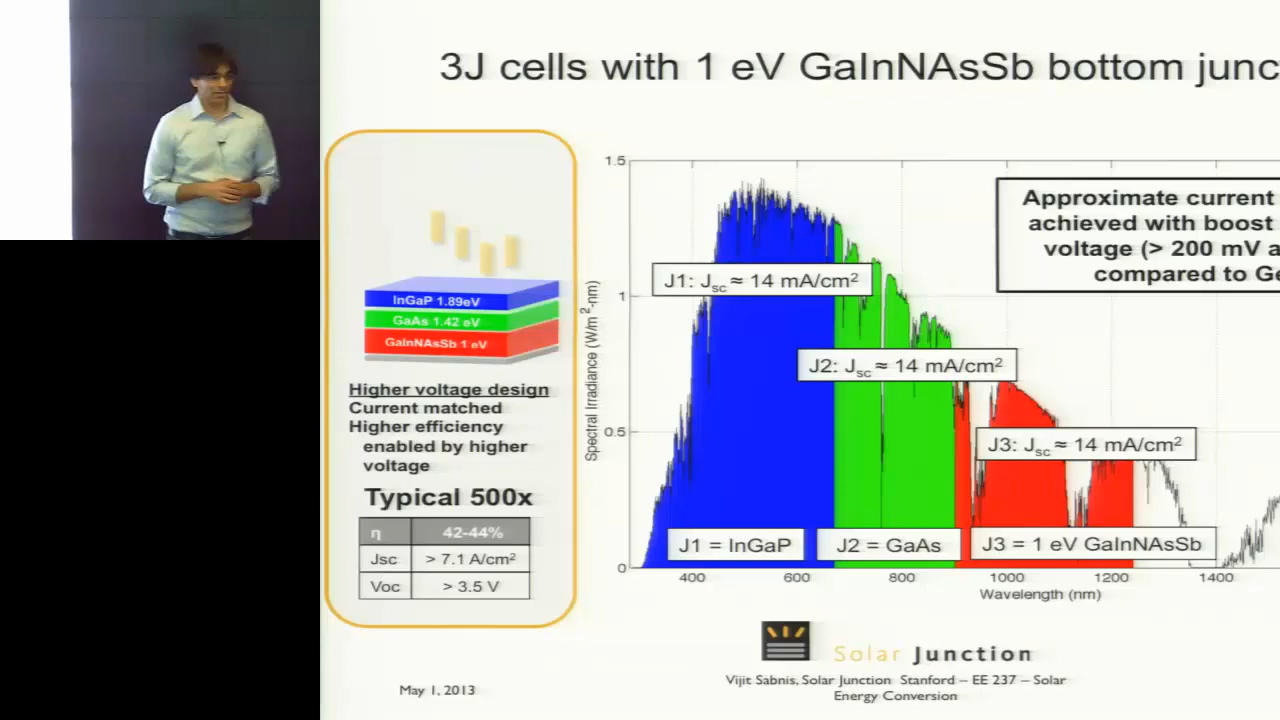 3J cells with 1 eV GaInNAsSb bottom junc
InGaP 1.89eV
GaAs 1.42 eV
GaInNAsSb 1 eV
Higher voltage design
Current matched
Higher efficiency
enabled by higher
voltage
Typical 500x
η 42-44%
Jsc > 7.1 A/cm²
Voc > 3.5 V
Spectral Irradiance (W/m²-nm)
1.5
1
0.5
0
Approximate current
achieved with boost
voltage (> 200 mV a
compared to Ge
J1: Jsc ≈ 14 mA/cm²
J2: Jsc ≈ 14 mA/cm²
J3: Jsc ≈ 14 mA/cm²
J1 = InGaP
J2 = GaAs
J3 = 1 eV GaInNAsSb
400 600 800 1000 1200 1400
Wavelength (nm)
Solar Junction
May 1, 2013
Vijit Sabnis, Solar Junction Stanford – EE 237 – Solar
Energy Conversion